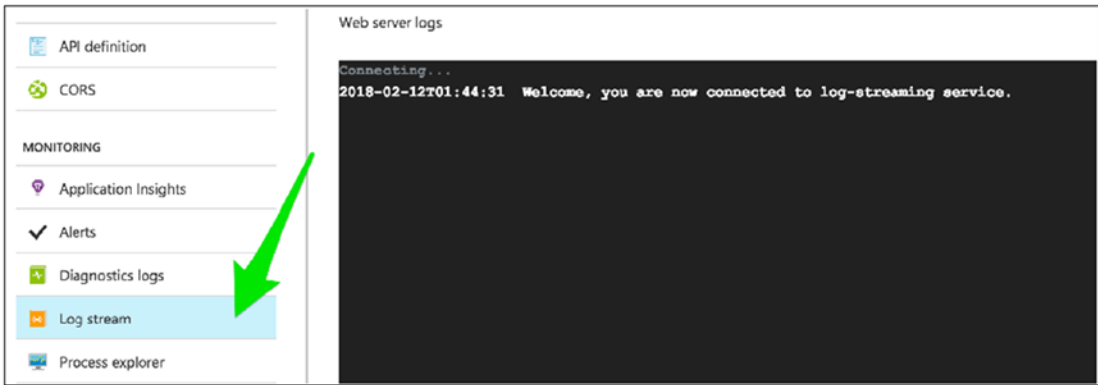 API definition
CORS
MONITORING
Application Insights
Alerts
Diagnostics logs
Log stream
Process explorer
Web server logs
Connecting...
2018-02-12T01:44:31 Welcome, you are now connected to log-streaming service.